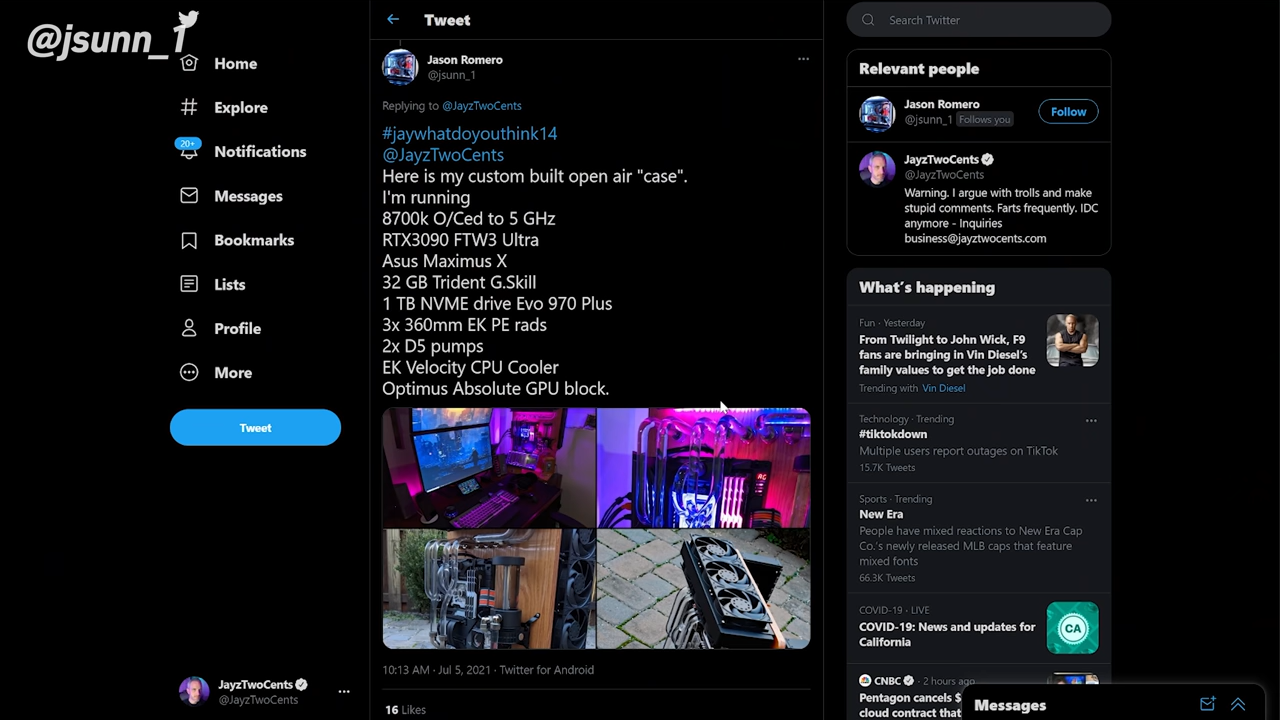 @jsunn_1
Home
Explore
20+
Notifications
Messages
Bookmarks
Lists
Profile
More
Tweet
JayzTwoCents
@JayzTwoCents
Tweet
Jason Romero
@jsunn_1
Replying to @JayzTwoCents
#jaywhatdoyouthink14
@JayzTwoCents
Here is my custom built open air "case".
I'm running
8700k O/Ced to 5 GHz
RTX3090 FTW3 Ultra
Asus Maximus X
32 GB Trident G.Skill
1 TB NVME drive Evo 970 Plus
3x 360mm EK PE rads
2x D5 pumps
EK Velocity CPU Cooler
Optimus Absolute GPU block.
10:13 AM · Jul 5, 2021 · Twitter for Android
16 Likes
Search Twitter
Relevant people
Jason Romero
@jsunn_1 Follows you
Follow
JayzTwoCents
@JayzTwoCents
Warning. I argue with trolls and make
stupid comments. Farts frequently. IDC
anymore - Inquiries
business@jayztwocents.com
What's happening
Fun · Yesterday
From Twilight to John Wick, F9
fans are bringing in Vin Diesel's
family values to get the job done
Trending with Vin Diesel
Technology · Trending
#tiktokdown
Multiple users report outages on TikTok
15.7K Tweets
Sports · Trending
New Era
People have mixed reactions to New Era Cap
Co.'s newly released MLB caps that feature
mixed fonts
66.3K Tweets
COVID-19 · LIVE
COVID-19: News and updates for
California
CA
CNBC · 2 hours ago
Pentagon cancels $
cloud contract that
Messages